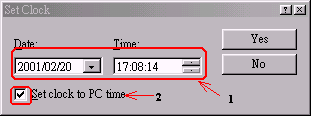 Set Clock
Date: Time: Yes
2001/02/20 17:08:14 No
Set clock to PC time 2 1